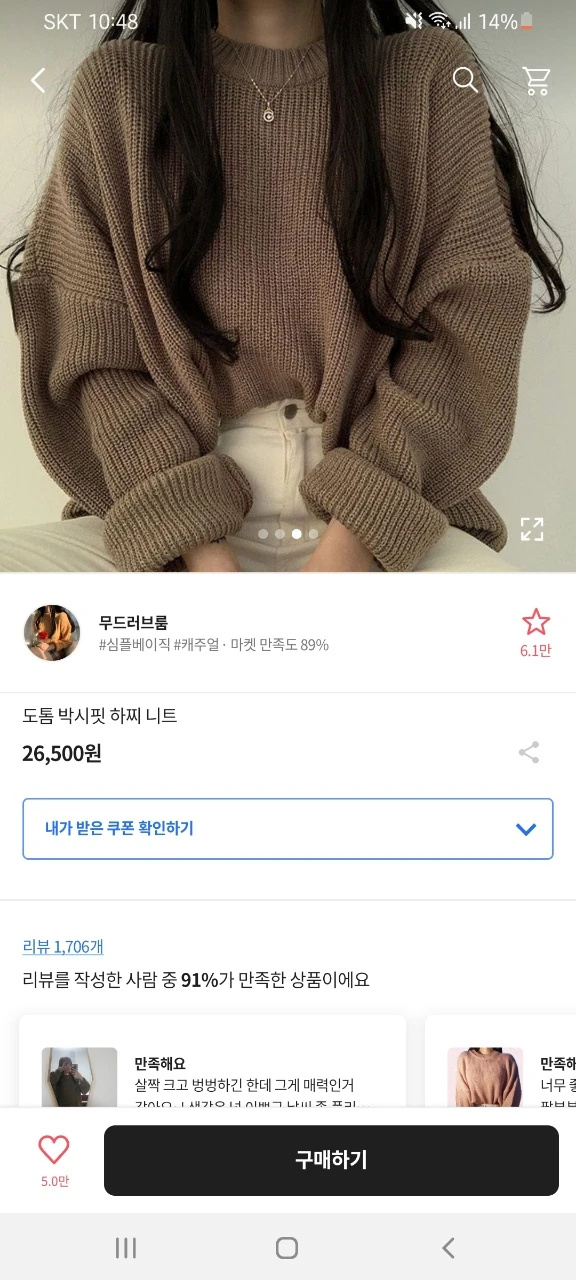 SKT 10:48
14%
무드러브룸
#심플베이직 #캐주얼 · 마켓 만족도 89%
6.1만
도톰 박시핏 하찌 니트
26,500원
내가 받은 쿠폰 확인하기
리뷰 1,706개
리뷰를 작성한 사람 중 91%가 만족한 상품이에요
만족해요
살짝 크고 벙벙하긴 한데 그게 매력인거
만족해
너무 좋
구매하기
5.0만